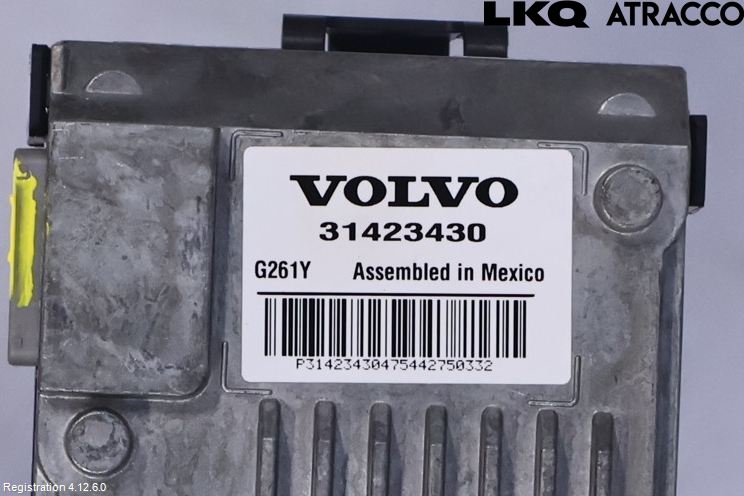 LKQ ATRACCO
VOLVO
31423430
G261Y Assembled in Mexico
P31423430475442750332
Registration 4.12.6.0